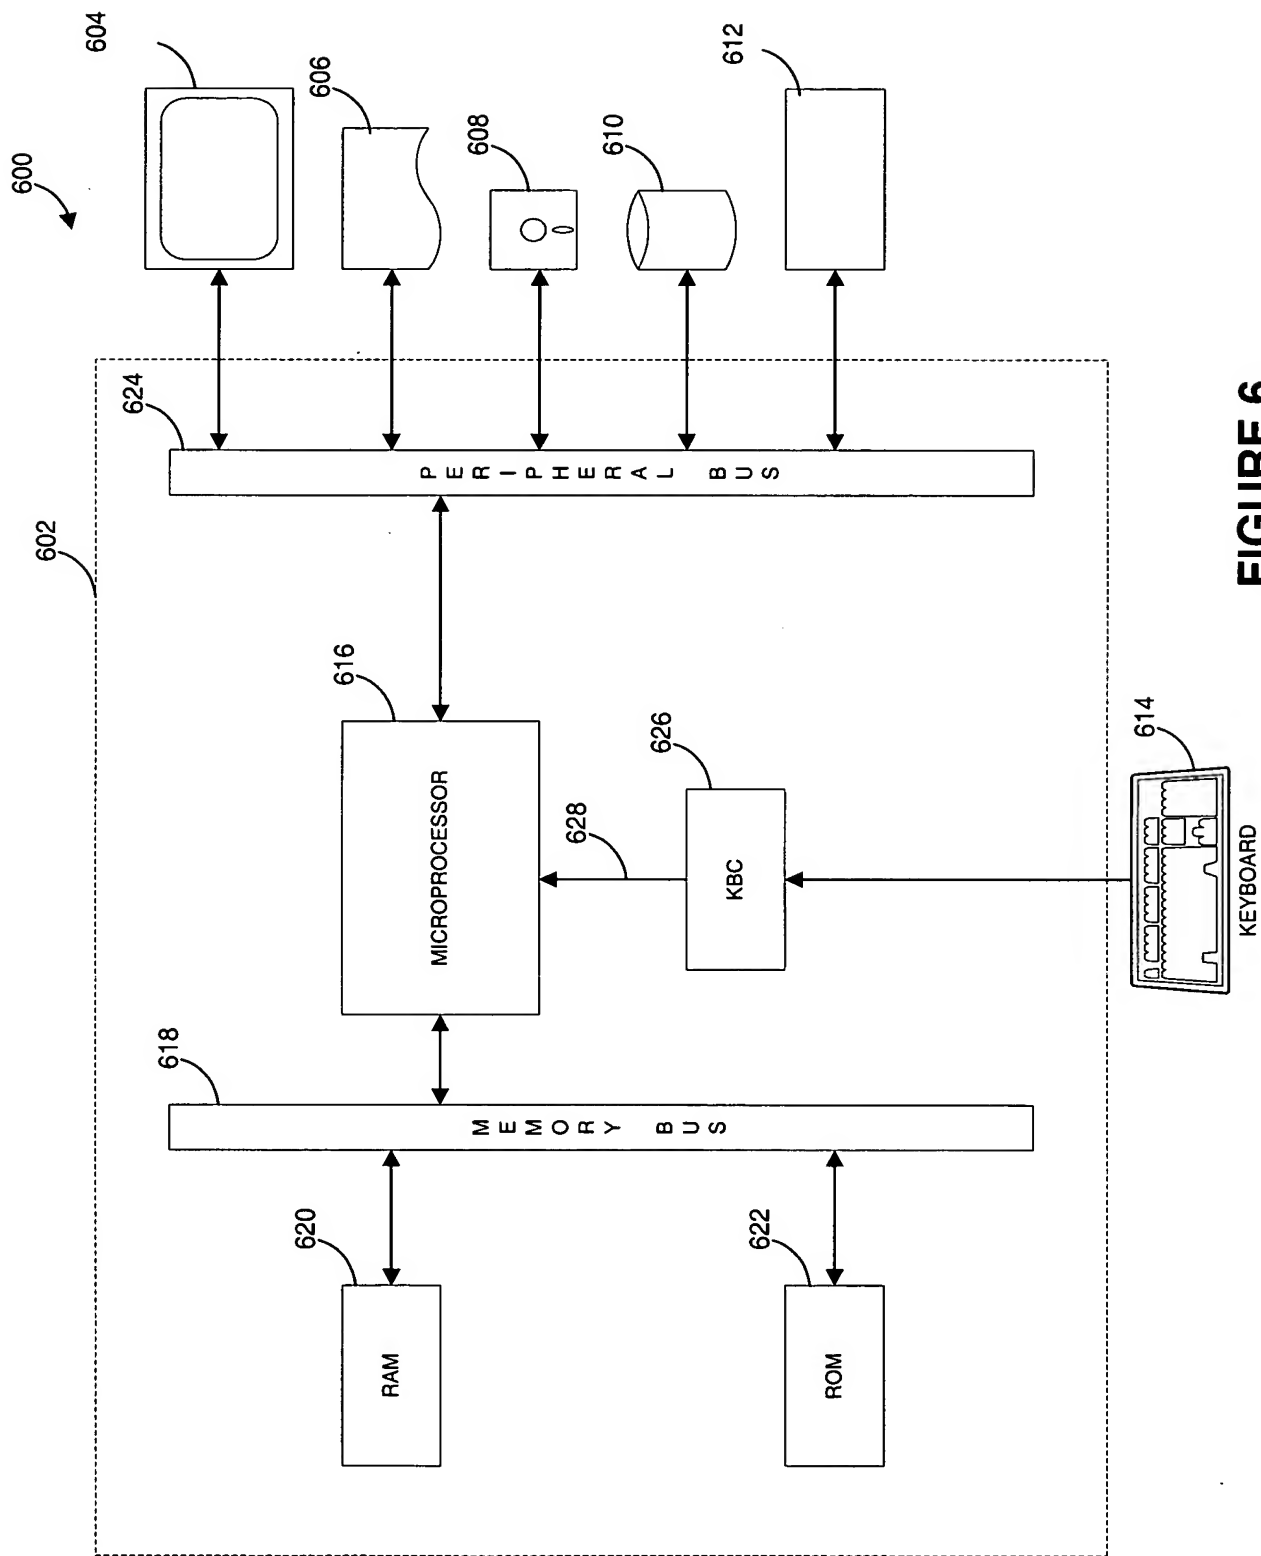 600
604
606
608
610
612
602
624
PERIPHERAL BUS
616
MICROPROCESSOR
626
KBC
628
614
KEYBOARD
618
MEMORY BUS
620
RAM
622
ROM
FIGURE 6